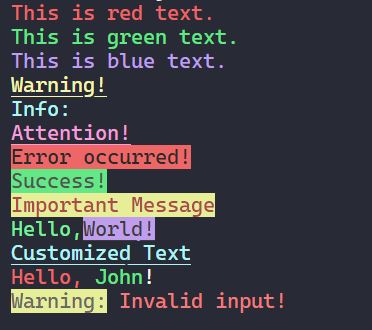 This is red text.
This is green text.
This is blue text.
Warning!
Info:
Attention!
Error occurred!
Success!
Important Message
Hello,World!
Customized Text
Hello, John!
Warning: Invalid input!